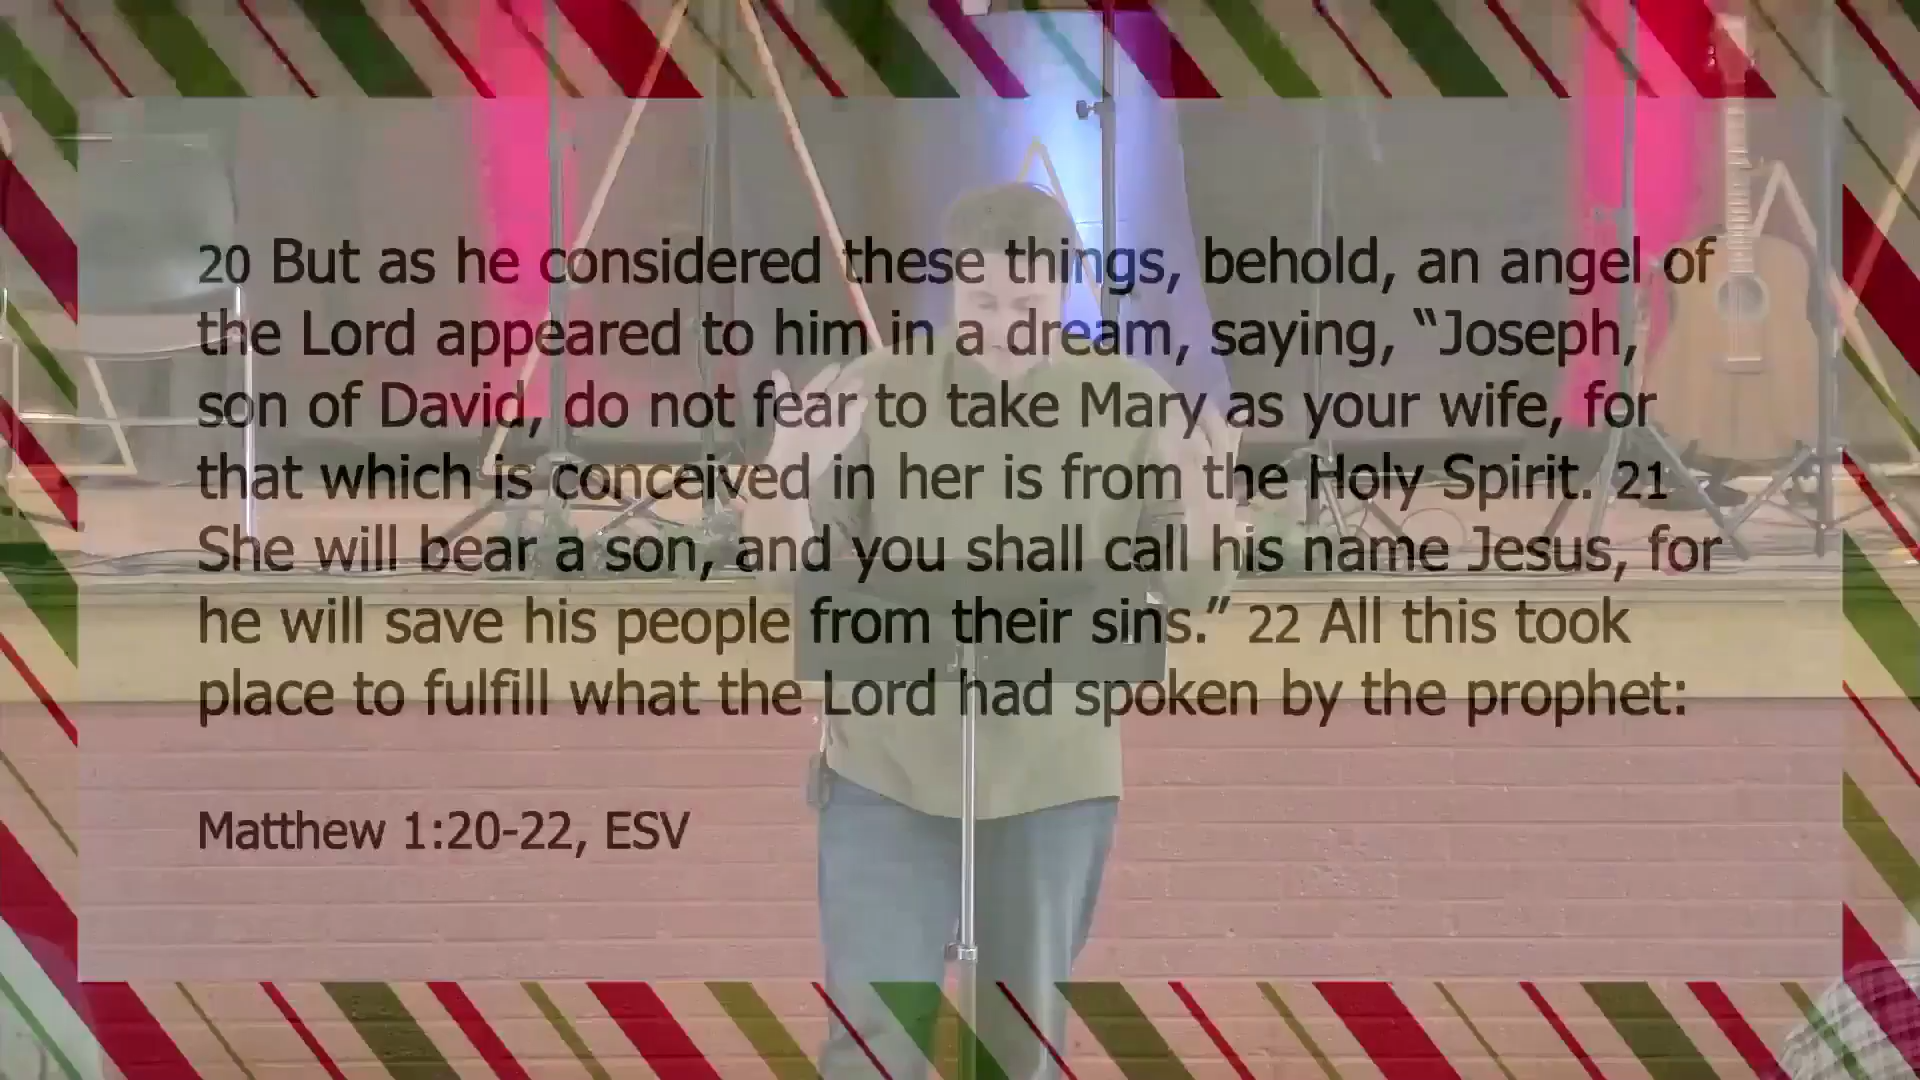 20 But as he considered these things, behold, an angel of
the Lord appeared to him in a dream, saying, “Joseph,
son of David, do not fear to take Mary as your wife, for
that which is conceived in her is from the Holy Spirit. 21
She will bear a son, and you shall call his name Jesus, for
he will save his people from their sins.” 22 All this took
place to fulfill what the Lord had spoken by the prophet:
Matthew 1:20-22, ESV